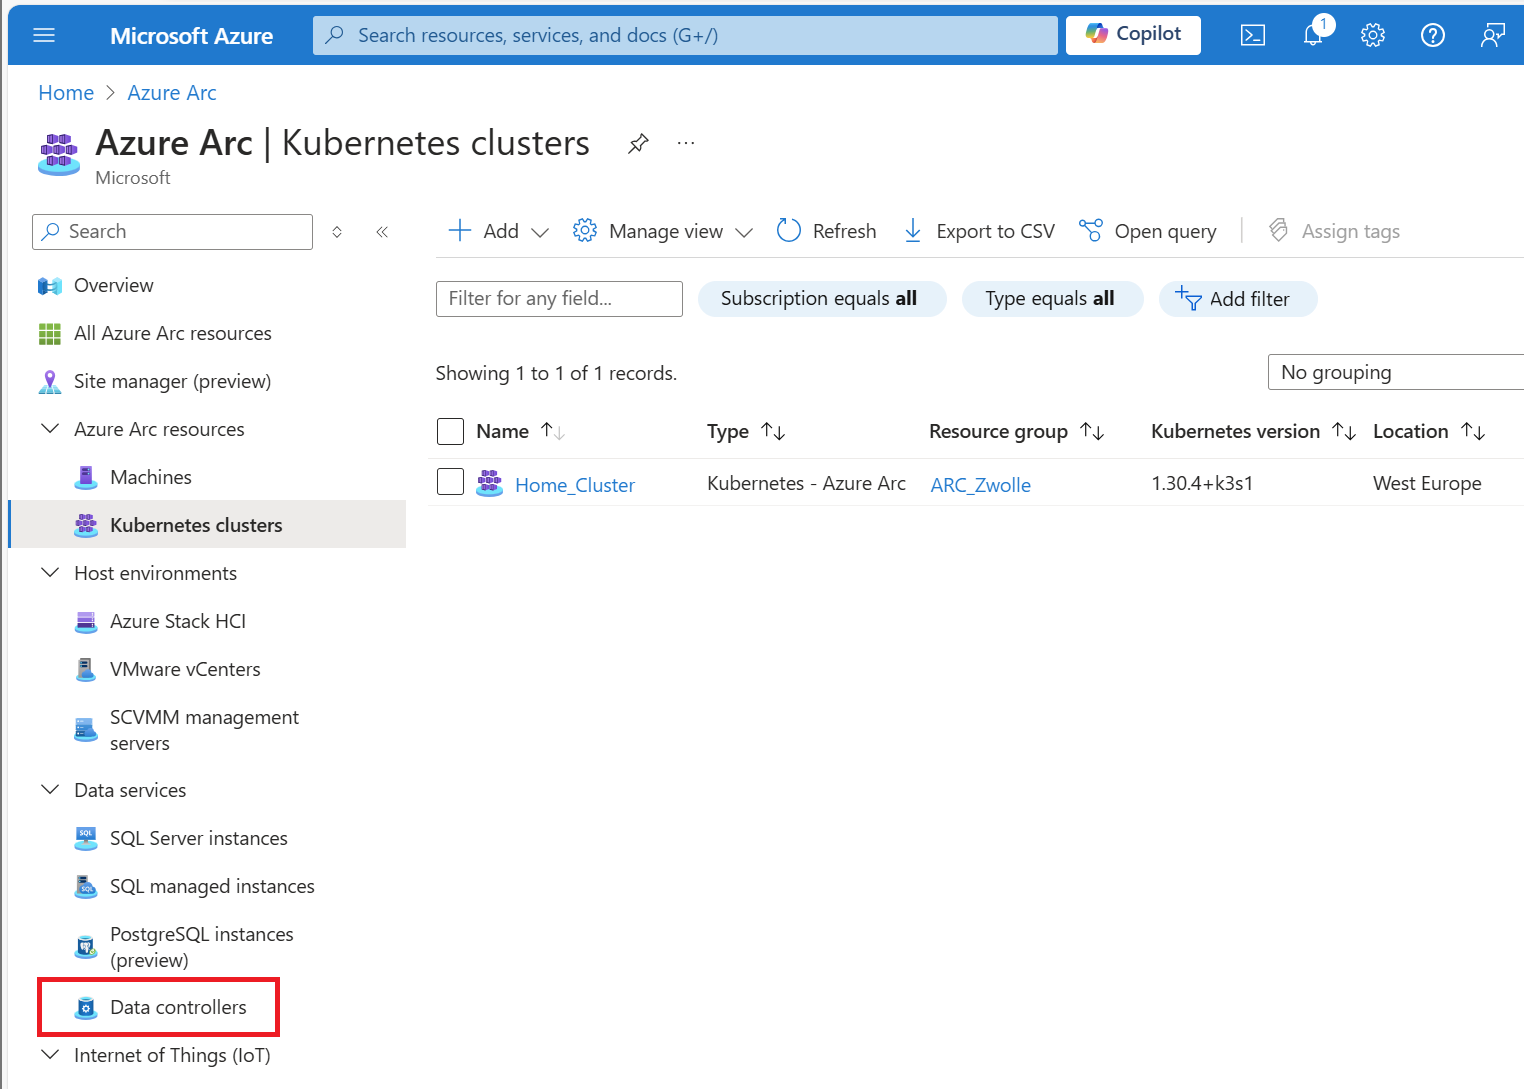 Microsoft Azure
Search resources, services, and docs (G+/)
Copilot
1
Home > Azure Arc
Azure Arc | Kubernetes clusters
...
Microsoft
Search
Add
Manage view
Refresh
Export to CSV
Open query
Assign tags
Overview
All Azure Arc resources
Site manager (preview)
Azure Arc resources
Machines
Kubernetes clusters
Host environments
Azure Stack HCI
VMware vCenters
SCVMM management
servers
Data services
SQL Server instances
SQL managed instances
PostgreSQL instances
(preview)
Data controllers
Internet of Things (IoT)
Filter for any field...
Subscription equals all
Type equals all
Add filter
Showing 1 to 1 of 1 records.
No grouping
Name Type Resource group Kubernetes version Location
Home_Cluster Kubernetes - Azure Arc ARC_Zwolle 1.30.4+k3s1 West Europe